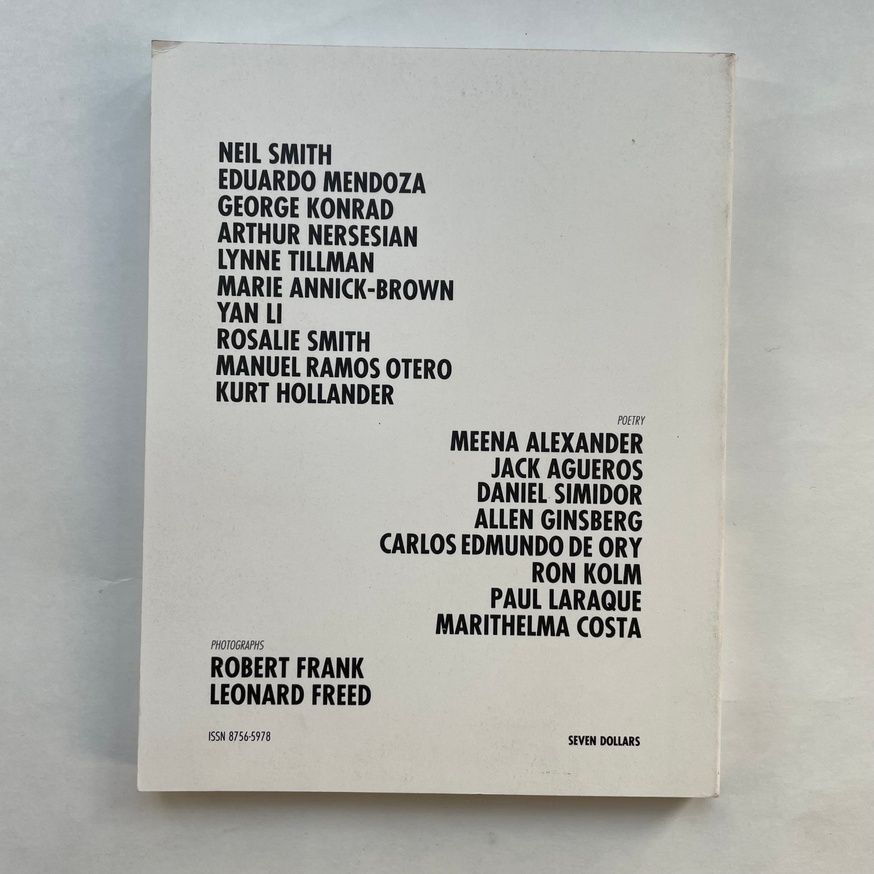 NEIL SMITH
EDUARDO MENDOZA
GEORGE KONRAD
ARTHUR NERSESIAN
LYNNE TILLMAN
MARIE ANNICK-BROWN
YAN LI
ROSALIE SMITH
MANUEL RAMOS OTERO
KURT HOLLANDER
POETRY
MEENA ALEXANDER
JACK AGUEROS
DANIEL SIMIDOR
ALLEN GINSBERG
CARLOS EDMUNDO DE ORY
RON KOLM
PAUL LARAQUE
MARITHELMA COSTA
PHOTOGRAPHS
ROBERT FRANK
LEONARD FREED
ISSN 8756-5978
SEVEN DOLLARS